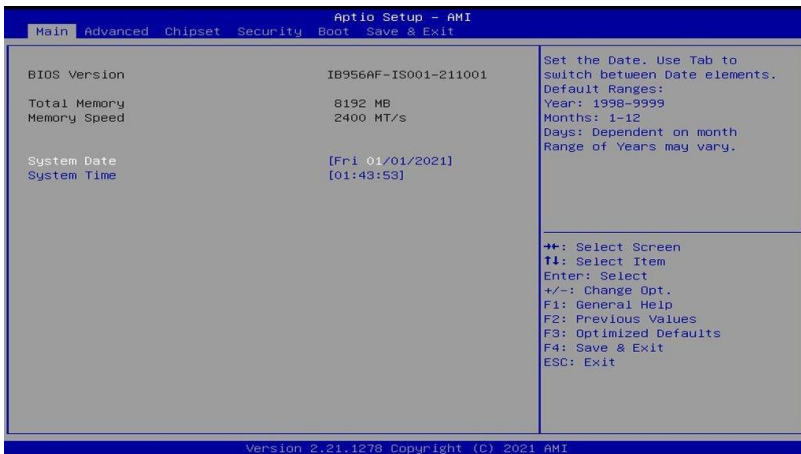 Aptio Setup – AMI
Main Advanced Chipset Security Boot Save & Exit
BIOS Version IB956AF-IS001-211001
Total Memory 8192 MB
Memory Speed 2400 MT/s
System Date [Fri 01/01/2021]
System Time [01:43:53]
Set the Date. Use Tab to
switch between Date elements.
Default Ranges:
Year: 1998-9999
Months: 1-12
Days: Dependent on month
Range of Years may vary.
→←: Select Screen
↑↓: Select Item
Enter: Select
+/-: Change Opt.
F1: General Help
F2: Previous Values
F3: Optimized Defaults
F4: Save & Exit
ESC: Exit
Version 2.21.1278 Copyright (C) 2021 AMI